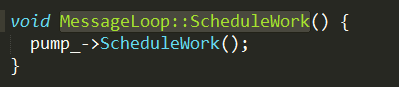 void MessageLoop::ScheduleWork() {
  pump_->ScheduleWork();
}